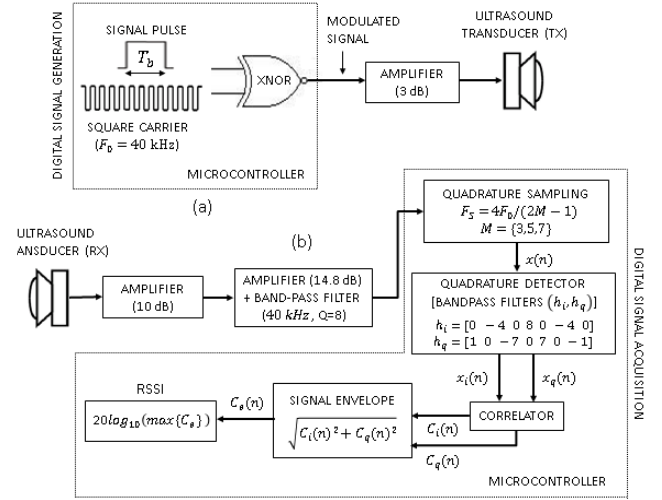 DIGITAL SIGNAL GENERATION
SIGNAL PULSE
T_b
SQUARE CARRIER
(F_D = 40 kHz)
XNOR
MICROCONTROLLER
MODULATED
SIGNAL
AMPLIFIER
(3 dB)
ULTRASOUND
TRANSDUCER (TX)
(a)
(b)
ULTRASOUND
ANSDUCER (RX)
AMPLIFIER
(10 dB)
AMPLIFIER (14.8 dB)
+ BAND-PASS FILTER
(40 kHz, Q=8)
QUADRATURE SAMPLING
F_S = 4F_D/(2M − 1)
M = {3,5,7}
x(n)
QUADRATURE DETECTOR
[BANDPASS FILTERS (h_i, h_q)]
h_i = [0 −4 0 8 0 −4 0]
h_q = [1 0 −7 0 7 0 −1]
x_i(n)
x_q(n)
CORRELATOR
C_i(n)
C_q(n)
SIGNAL ENVELOPE
√(C_i(n)² + C_q(n)²)
C_e(n)
RSSI
20log₁₀(max{C_e})
MICROCONTROLLER
DIGITAL SIGNAL ACQUISITION